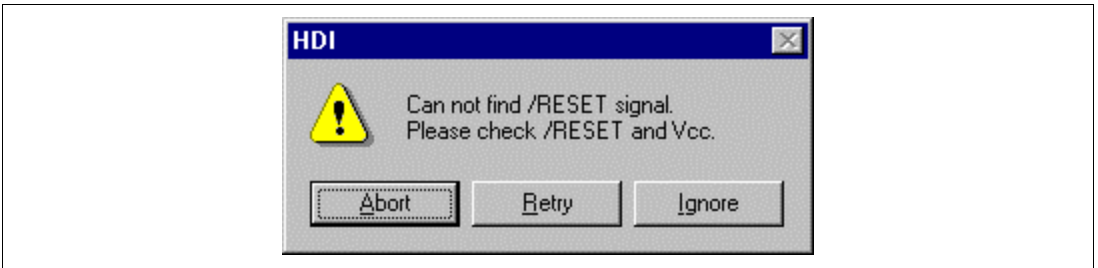 HDI
Can not find /RESET signal.
Please check /RESET and Vcc.
Abort
Retry
Ignore